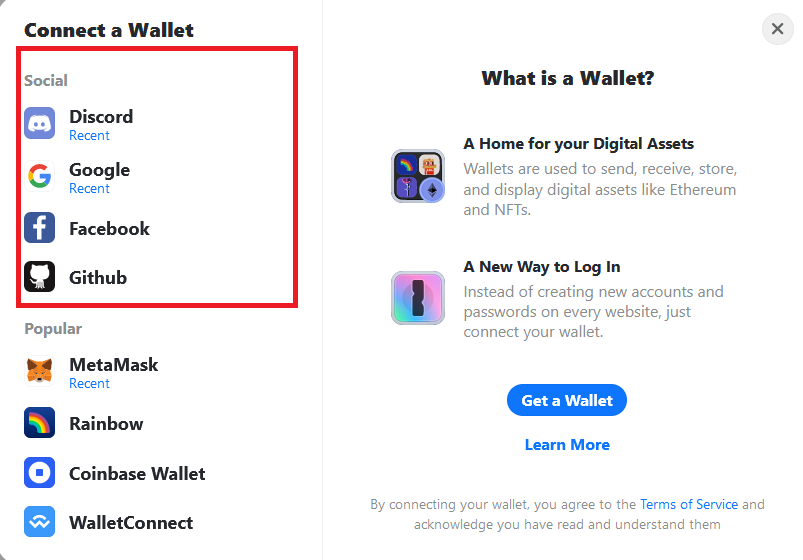 Connect a Wallet
Social
Discord
Recent
Google
Recent
Facebook
Github
Popular
MetaMask
Recent
Rainbow
Coinbase Wallet
WalletConnect
What is a Wallet?
A Home for your Digital Assets
Wallets are used to send, receive, store,
and display digital assets like Ethereum
and NFTs.
A New Way to Log In
Instead of creating new accounts and
passwords on every website, just
connect your wallet.
Get a Wallet
Learn More
By connecting your wallet, you agree to the Terms of Service and
acknowledge you have read and understand them